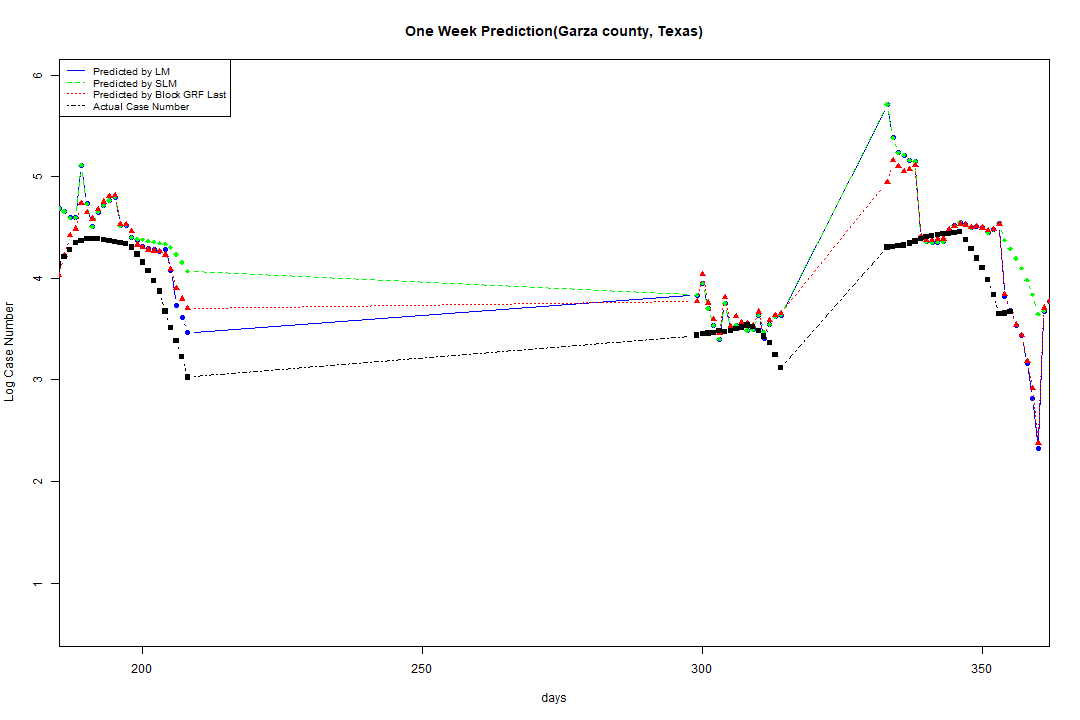 One Week Prediction(Garza county, Texas)
Predicted by LM
Predicted by SLM
Predicted by Block GRF Last
Actual Case Number
6
5
4
3
2
1
Log Case Number
200 250 300 350
days